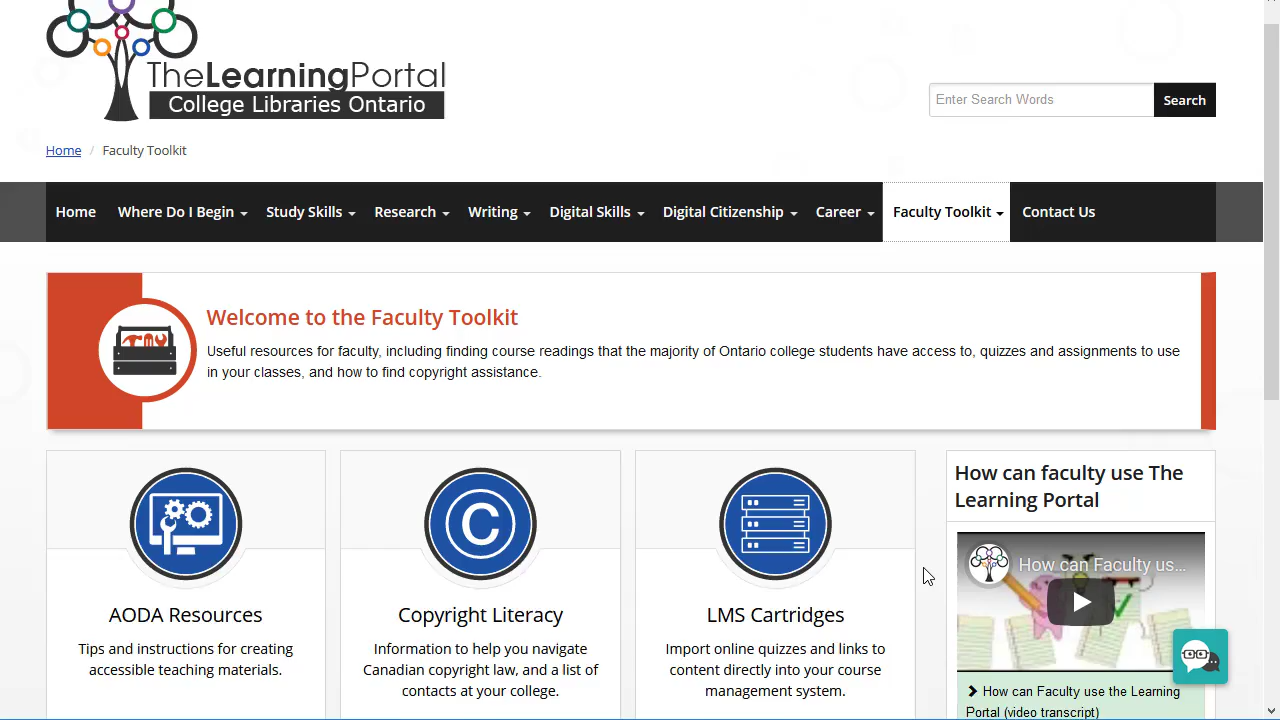 TheLearningPortal
College Libraries Ontario
Enter Search Words
Search
Home / Faculty Toolkit
Home
Where Do I Begin
Study Skills
Research
Writing
Digital Skills
Digital Citizenship
Career
Faculty Toolkit
Contact Us
Welcome to the Faculty Toolkit
Useful resources for faculty, including finding course readings that the majority of Ontario college students have access to, quizzes and assignments to use
in your classes, and how to find copyright assistance.
C
AODA Resources
Tips and instructions for creating
accessible teaching materials.
Copyright Literacy
Information to help you navigate
Canadian copyright law, and a list of
contacts at your college.
LMS Cartridges
Import online quizzes and links to
content directly into your course
management system.
How can faculty use The
Learning Portal
How can Faculty us...
How can Faculty use the Learning
Portal (video transcript)